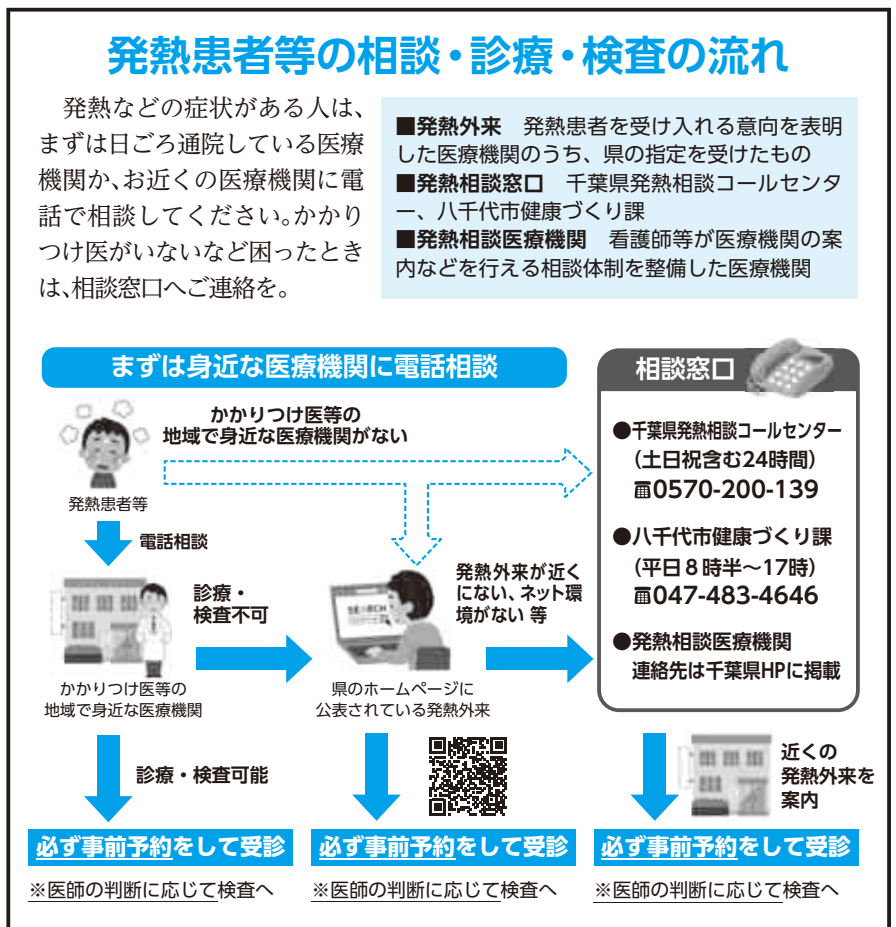 発熱患者等の相談・診療・検査の流れ
発熱などの症状がある人は、
まずは日ごろ通院している医療
機関か、お近くの医療機関に電
話で相談してください。かかり
つけ医がいないなど困ったとき
は、相談窓口へご連絡を。
■発熱外来　発熱患者を受け入れる意向を表明
した医療機関のうち、県の指定を受けたもの
■発熱相談窓口　千葉県発熱相談コールセンタ
ー、八千代市健康づくり課
■発熱相談医療機関　看護師等が医療機関の案
内などを行える相談体制を整備した医療機関
まずは身近な医療機関に電話相談
かかりつけ医等の
地域で身近な医療機関がない
発熱患者等
電話相談
かかりつけ医等の
地域で身近な医療機関
診療・
検査不可
SEARCH
県のホームページに
公表されている発熱外来
発熱外来が近く
にない、ネット環
境がない 等
相談窓口
●千葉県発熱相談コールセンター
（土日祝含む24時間）
☎0570-200-139
●八千代市健康づくり課
（平日８時半〜17時）
☎047-483-4646
●発熱相談医療機関
連絡先は千葉県HPに掲載
診療・検査可能
近くの
発熱外来を
案内
必ず事前予約をして受診
※医師の判断に応じて検査へ
必ず事前予約をして受診
※医師の判断に応じて検査へ
必ず事前予約をして受診
※医師の判断に応じて検査へ